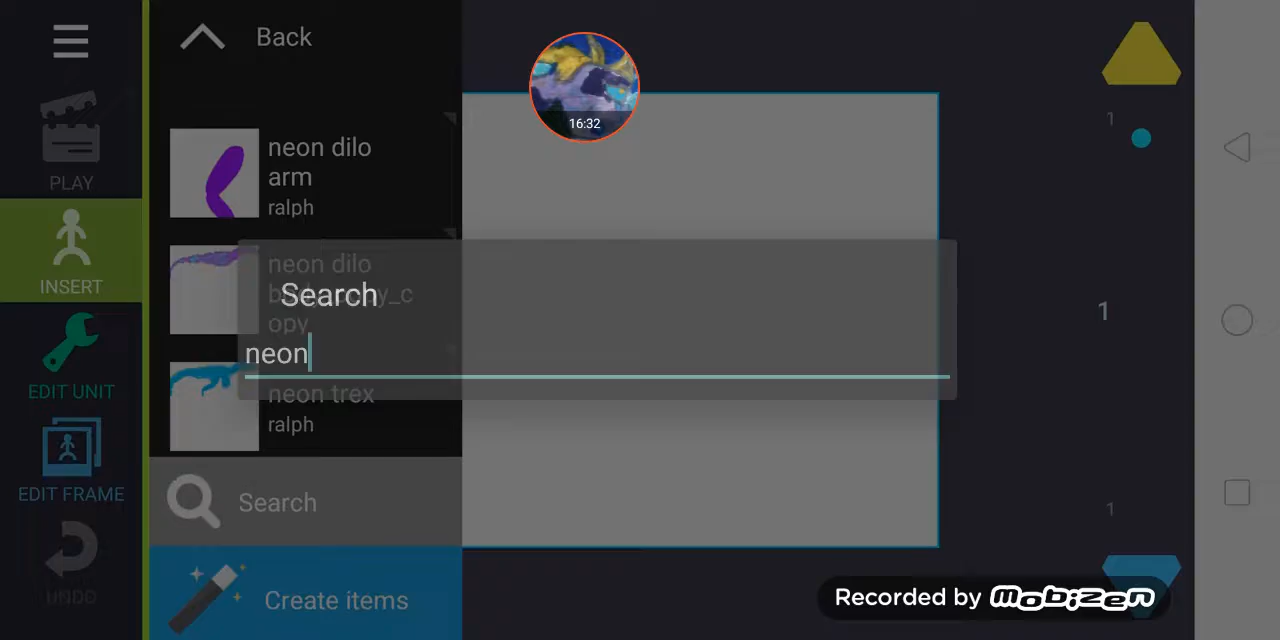 Back
16:32
PLAY
neon dilo
arm
ralph
1
INSERT
neon dilo
opy
Search
neon
1
EDIT UNIT
neon trex
ralph
EDIT FRAME
Search
1
UNDO
Create items
Recorded by Mobizen